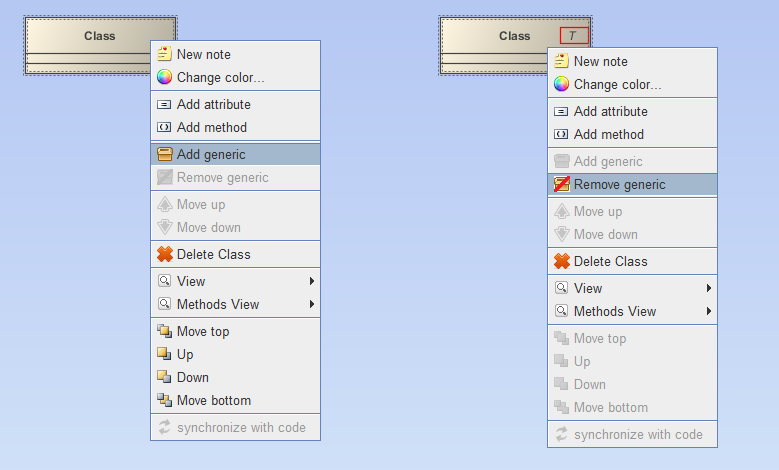 Class
New note
Change color...
Add attribute
Add method
Add generic
Remove generic
Move up
Move down
Delete Class
View
Methods View
Move top
Up
Down
Move bottom
synchronize with code
Class T
New note
Change color...
Add attribute
Add method
Add generic
Remove generic
Move up
Move down
Delete Class
View
Methods View
Move top
Up
Down
Move bottom
synchronize with code